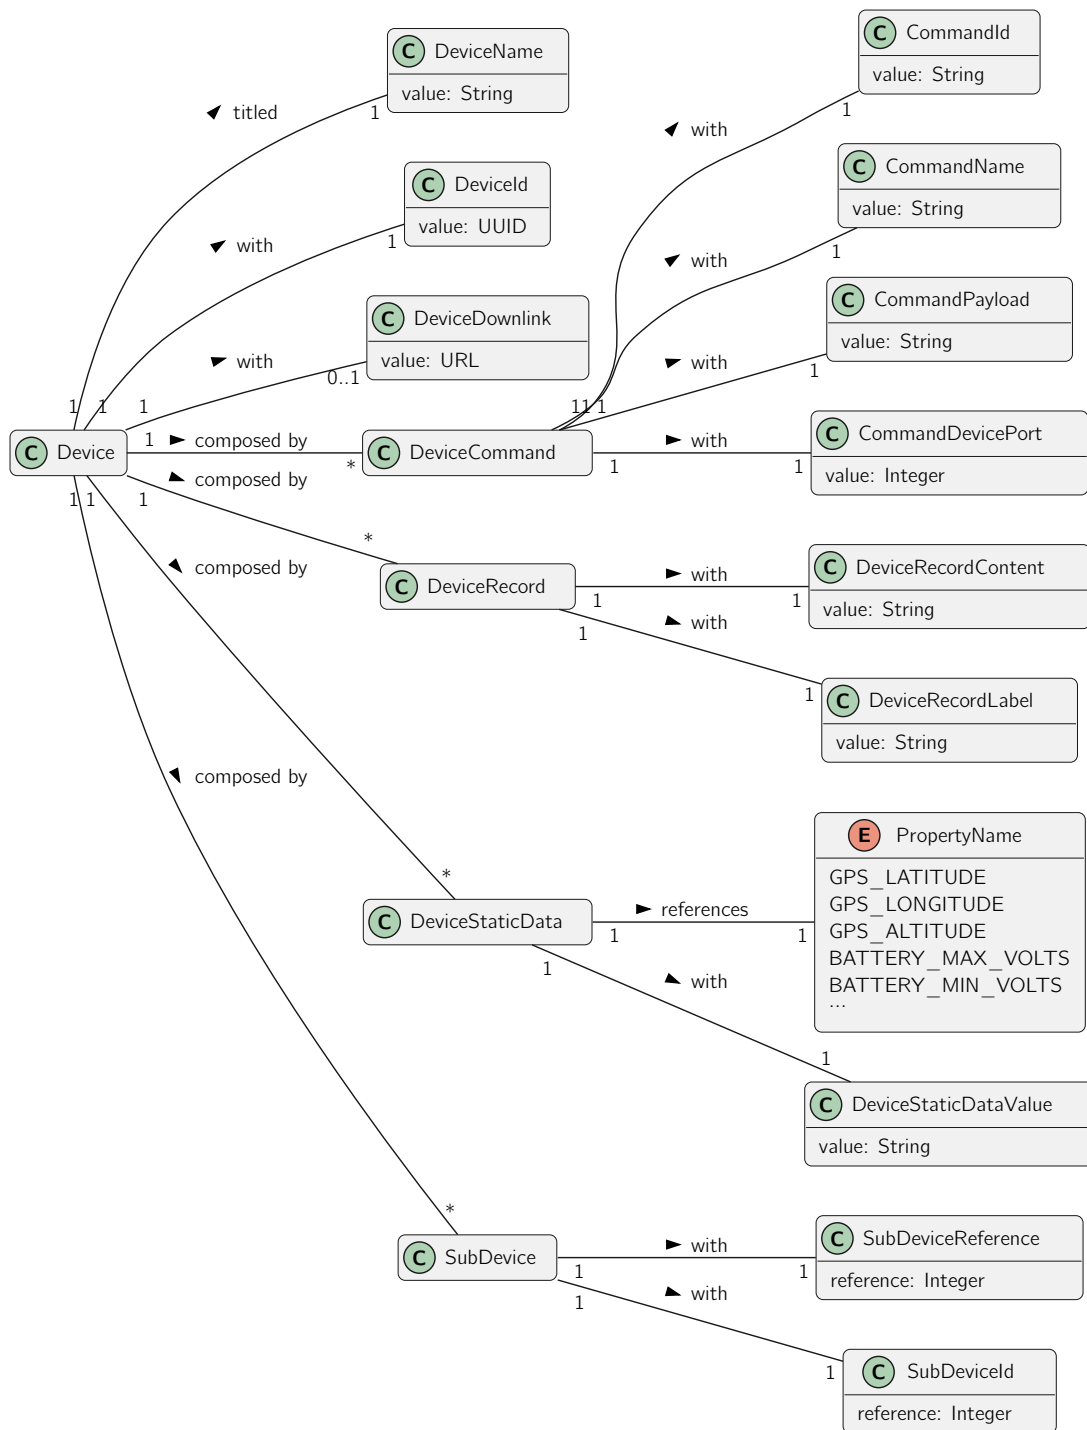 C DeviceName
value: String
titled
1
1
C DeviceId
value: UUID
with
1
1
C DeviceDownlink
value: URL
with
0..1
1
C Device
1
composed by
*
C DeviceCommand
composed by
1
*
C DeviceRecord
composed by
1
*
C DeviceStaticData
composed by
1
*
C SubDevice
C CommandId
value: String
with
1
1
C CommandName
value: String
with
1
1
C CommandPayload
value: String
with
1
1
C CommandDevicePort
value: Integer
with
1
1
C DeviceRecordContent
value: String
with
1
1
C DeviceRecordLabel
value: String
with
1
1
E PropertyName
GPS_LATITUDE
GPS_LONGITUDE
GPS_ALTITUDE
BATTERY_MAX_VOLTS
BATTERY_MIN_VOLTS
...
references
1
1
C DeviceStaticDataValue
value: String
with
1
1
C SubDeviceReference
reference: Integer
with
1
1
C SubDeviceId
reference: Integer
with
1
1